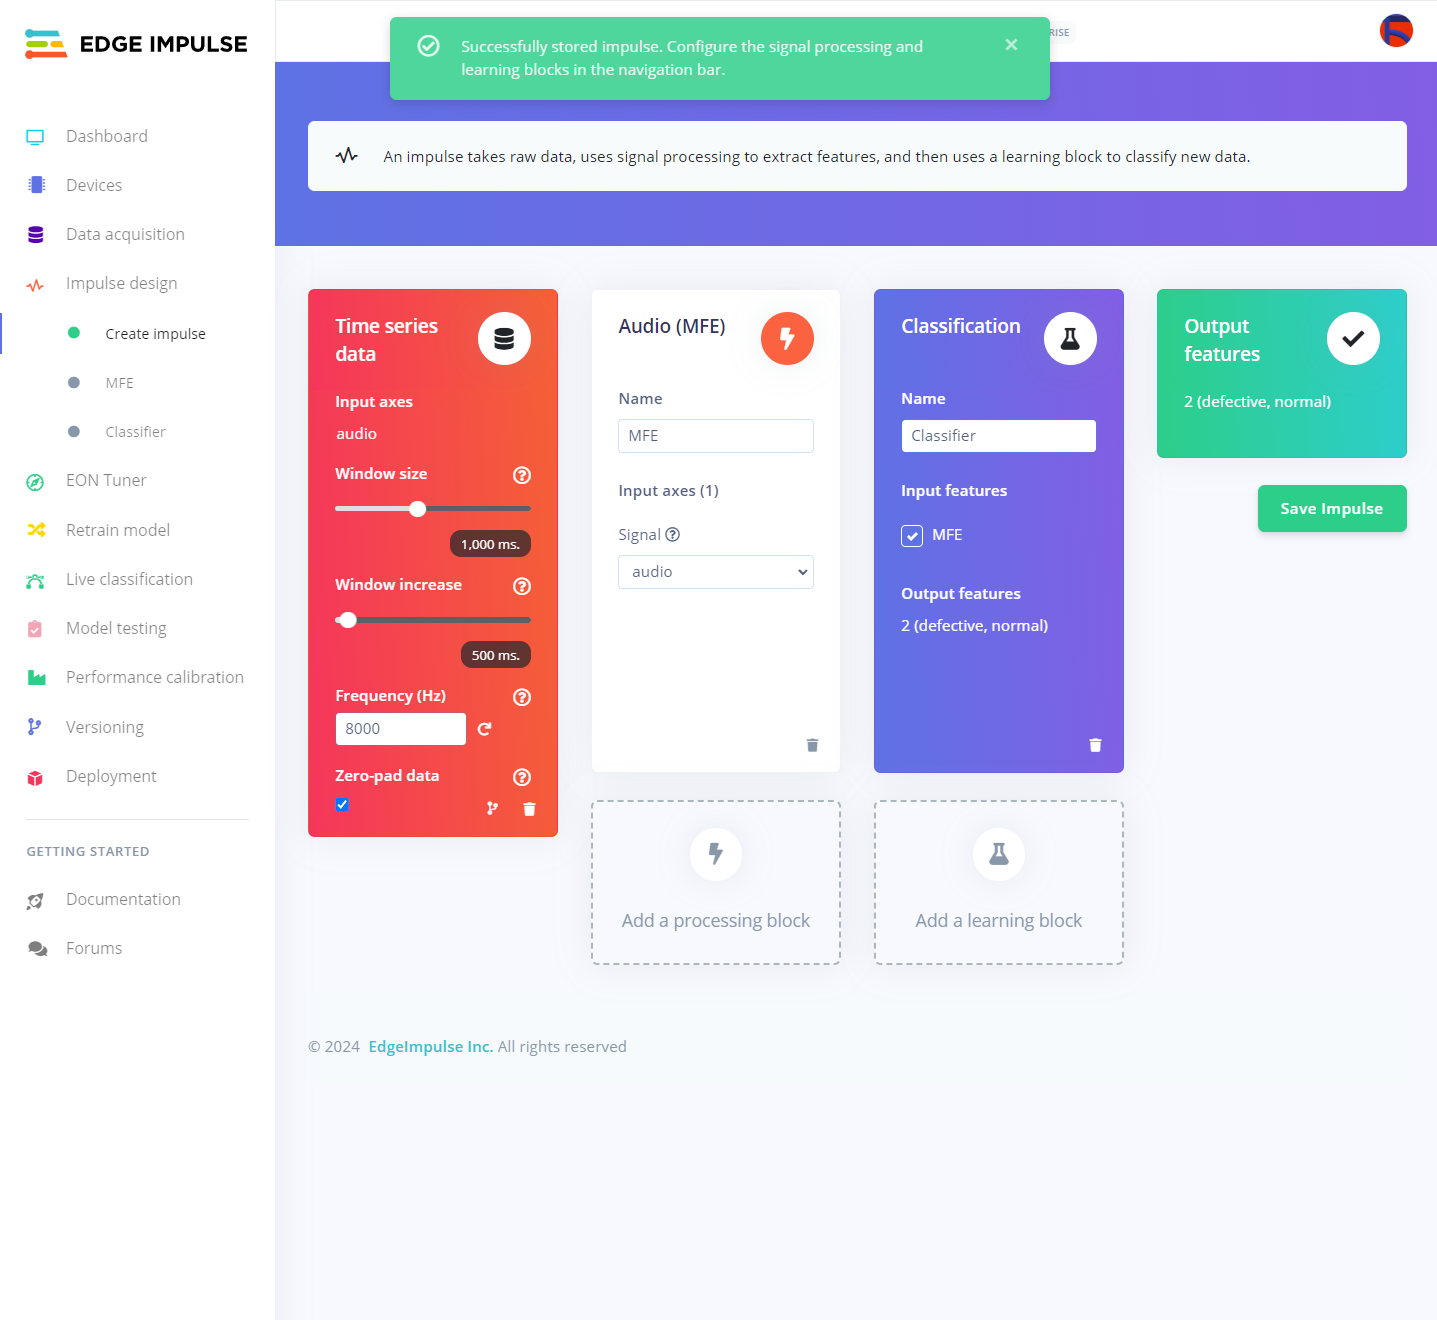 EDGE IMPULSE
Dashboard
Devices
Data acquisition
Impulse design
Create impulse
MFE
Classifier
EON Tuner
Retrain model
Live classification
Model testing
Performance calibration
Versioning
Deployment
GETTING STARTED
Documentation
Forums
Successfully stored impulse. Configure the signal processing and
learning blocks in the navigation bar.
RISE
An impulse takes raw data, uses signal processing to extract features, and then uses a learning block to classify new data.
Time series
data
Input axes
audio
Window size
1,000 ms.
Window increase
500 ms.
Frequency (Hz)
8000
Zero-pad data
Audio (MFE)
Name
MFE
Input axes (1)
Signal
audio
Classification
Name
Classifier
Input features
MFE
Output features
2 (defective, normal)
Output
features
2 (defective, normal)
Save Impulse
Add a processing block
Add a learning block
© 2024 EdgeImpulse Inc. All rights reserved